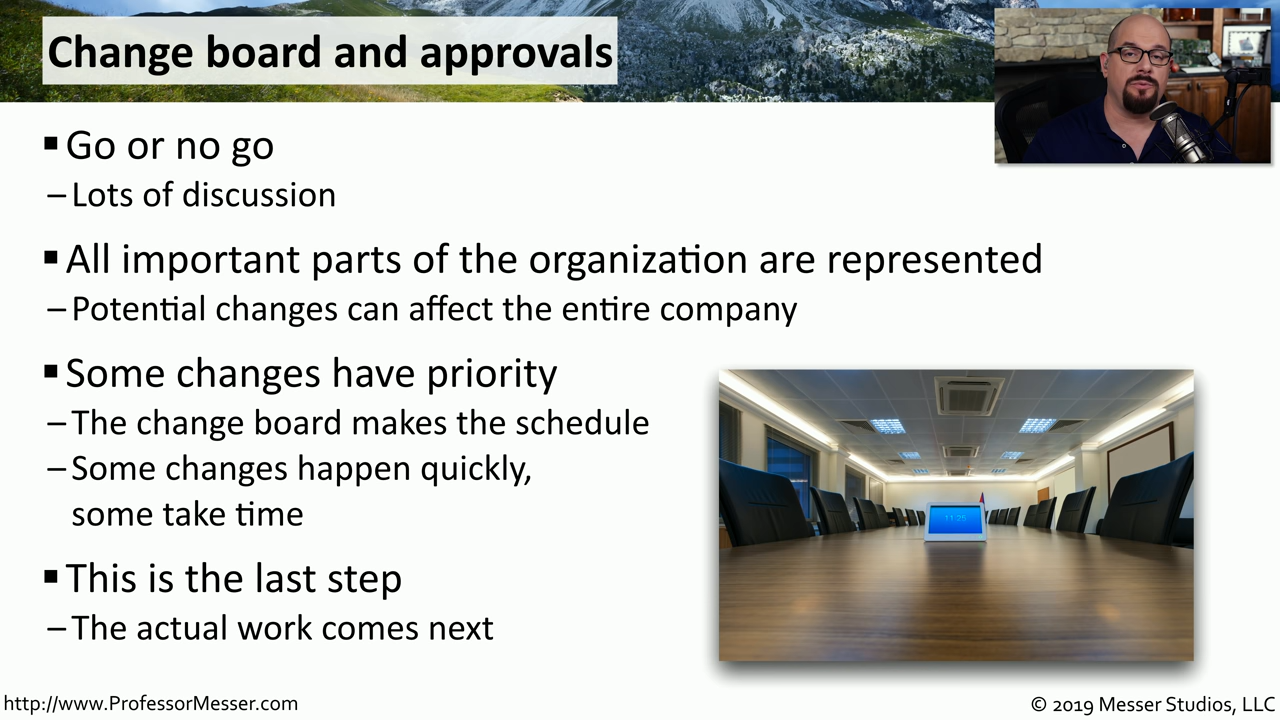 Change board and approvals
▪ Go or no go
– Lots of discussion
▪ All important parts of the organization are represented
– Potential changes can affect the entire company
▪ Some changes have priority
– The change board makes the schedule
– Some changes happen quickly,
some take time
▪ This is the last step
– The actual work comes next
11:25
http://www.ProfessorMesser.com
© 2019 Messer Studios, LLC